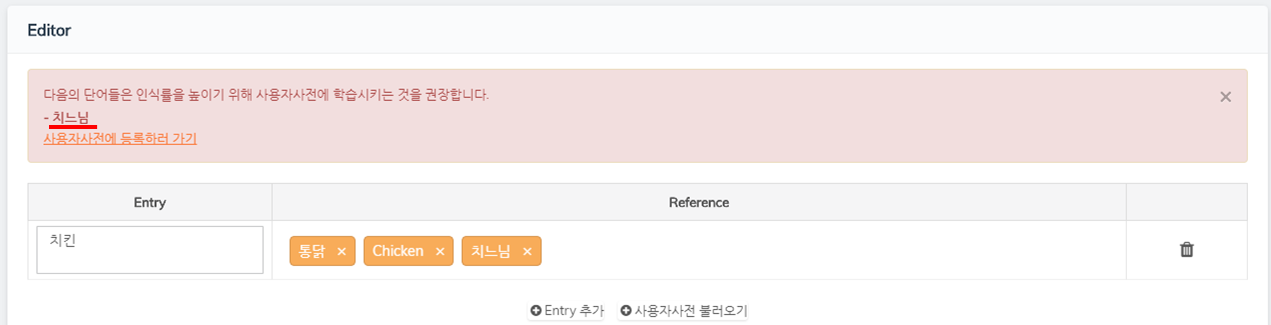 Editor
다음의 단어들은 인식률을 높이기 위해 사용자사전에 학습시키는 것을 권장합니다.
- 치느님
사용자사전에 등록하러 가기
Entry Reference
치킨 통닭 × Chicken × 치느님 ×
Entry 추가 사용자사전 불러오기